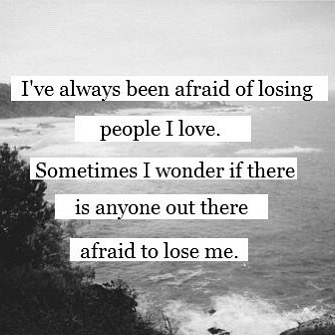 I've always been afraid of losing
people I love.
Sometimes I wonder if there
is anyone out there
afraid to lose me.